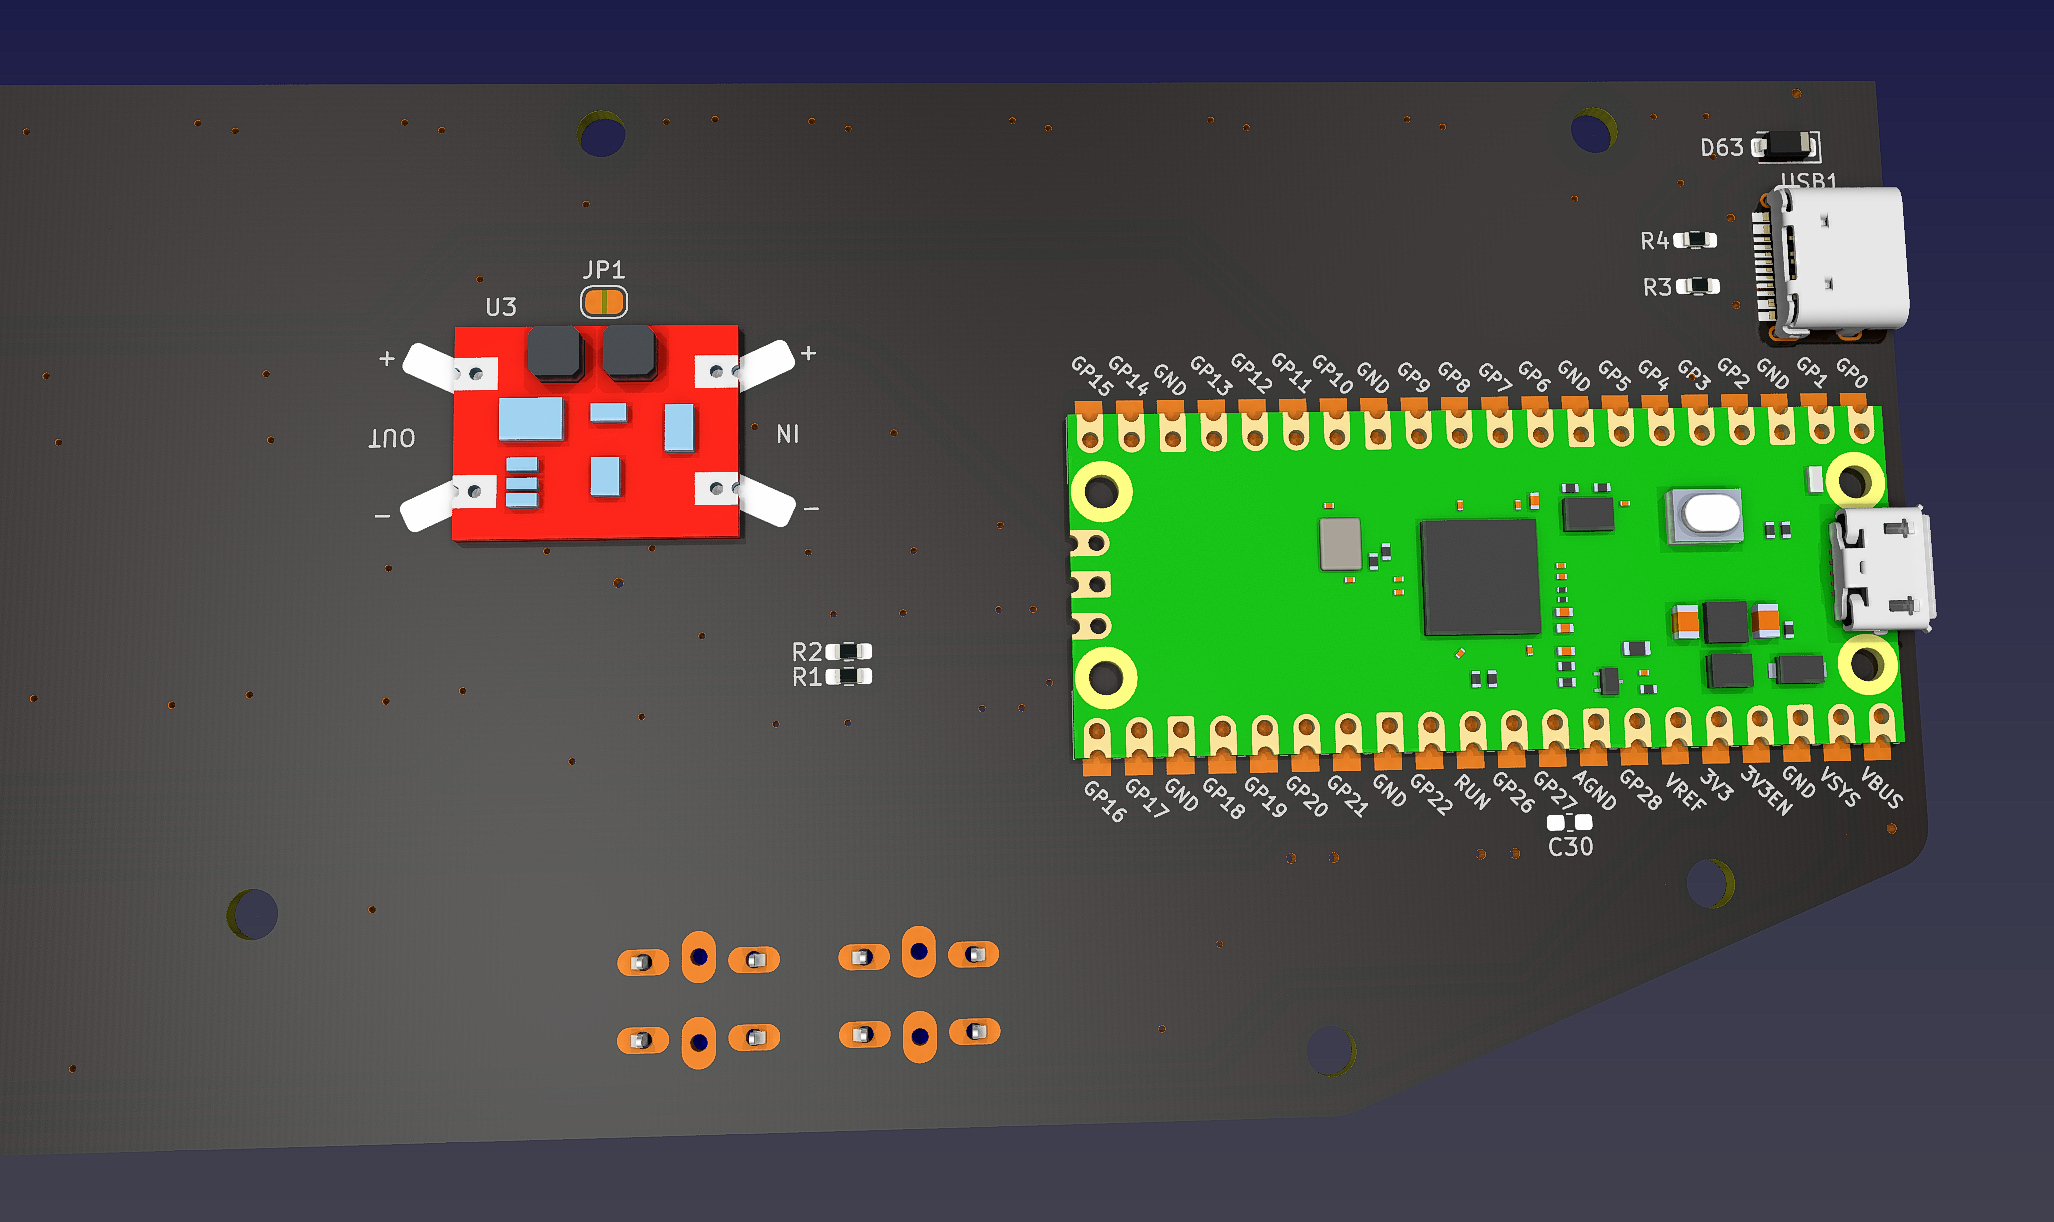 D63
USB1
R4
R3
JP1
U3
+
+
OUT
IN
-
-
GP15 GP14 GND GP13 GP12 GP11 GP10 GND GP9 GP8 GP7 GP6 GND GP5 GP4 GP3 GP2 GND GP1 GP0
R2
R1
GP16 GP17 GND GP18 GP19 GP20 GP21 GND GP22 RUN GP26 GP27 AGND GP28 VREF 3V3 3V3EN GND VSYS VBUS
C30